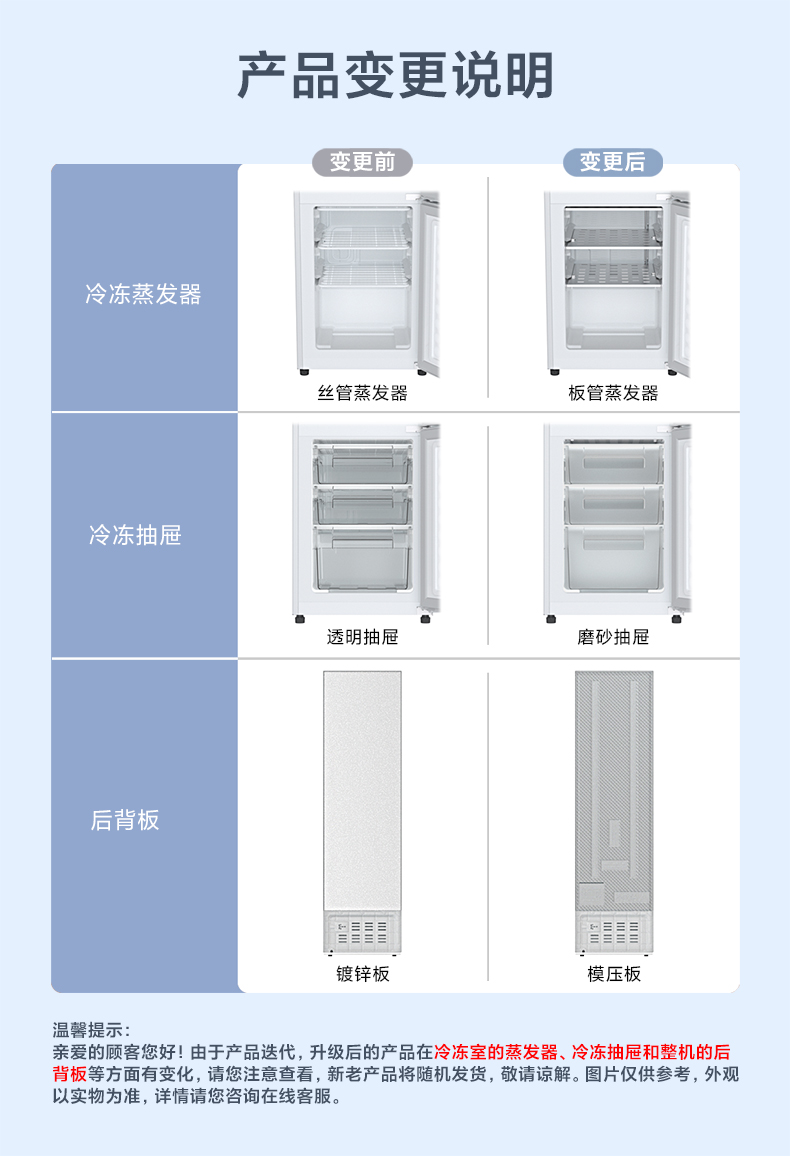 产品变更说明
变更前
变更后
冷冻蒸发器
丝管蒸发器
板管蒸发器
冷冻抽屉
透明抽屉
磨砂抽屉
后背板
镀锌板
模压板
温馨提示：
亲爱的顾客您好！由于产品迭代，升级后的产品在冷冻室的蒸发器、冷冻抽屉和整机的后
背板等方面有变化，请您注意查看，新老产品将随机发货，敬请谅解。图片仅供参考，外观
以实物为准，详情请您咨询在线客服。